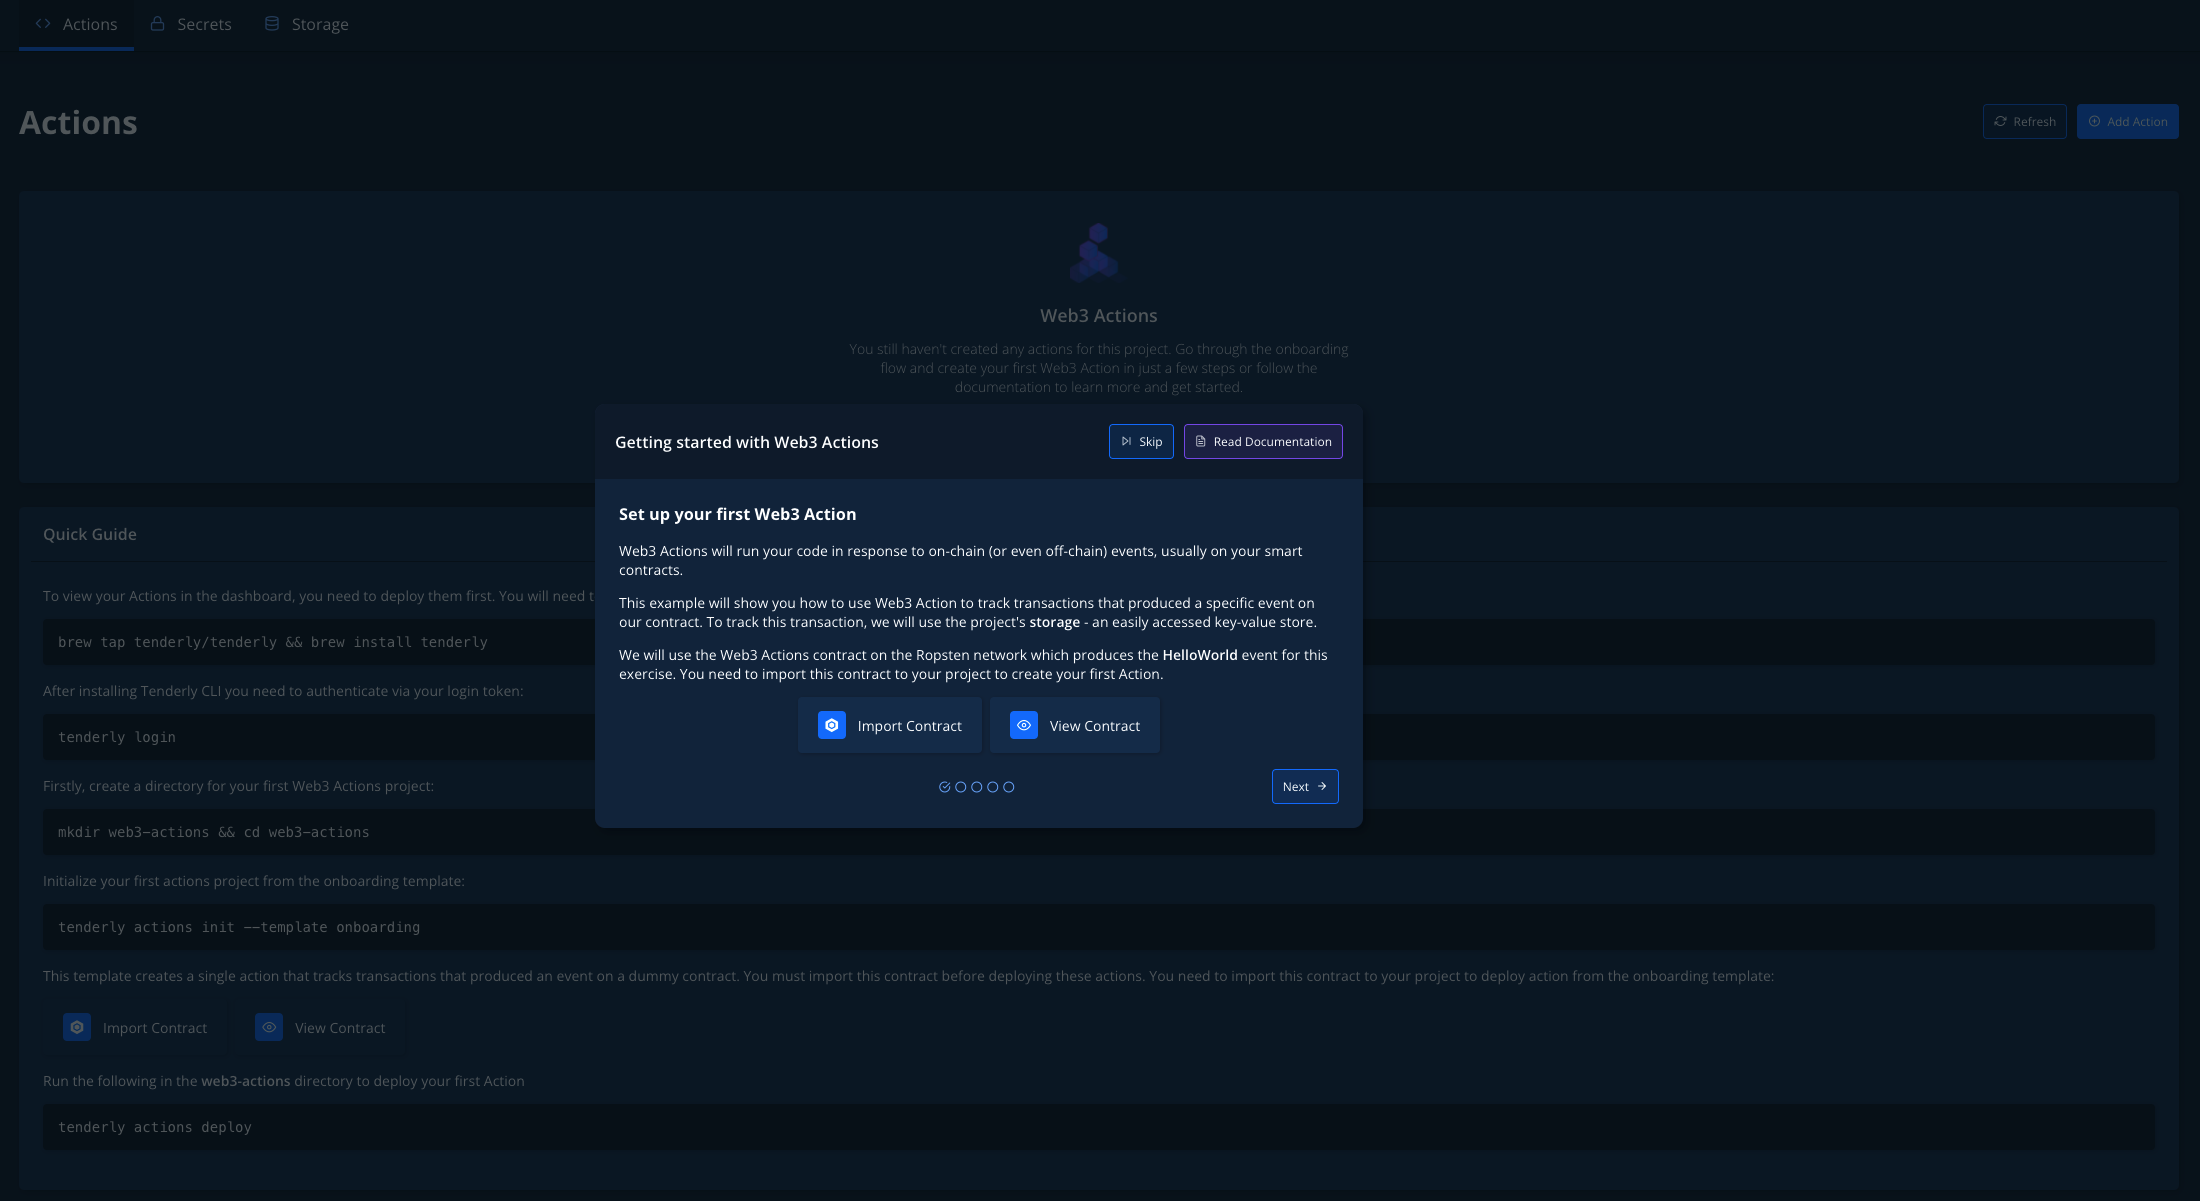 Actions
Secrets
Storage
Actions
Refresh
Add Action
Web3 Actions
You still haven't created any actions for this project. Go through the onboarding
flow and create your first Web3 Action in just a few steps or follow the
documentation to learn more and get started.
Getting started with Web3 Actions
Skip
Read Documentation
Set up your first Web3 Action
Web3 Actions will run your code in response to on-chain (or even off-chain) events, usually on your smart
contracts.
This example will show you how to use Web3 Action to track transactions that produced a specific event on
our contract. To track this transaction, we will use the project's storage - an easily accessed key-value store.
We will use the Web3 Actions contract on the Ropsten network which produces the HelloWorld event for this
exercise. You need to import this contract to your project to create your first Action.
Import Contract
View Contract
Next
Quick Guide
To view your Actions in the dashboard, you need to deploy them first. You will need
brew tap tenderly/tenderly && brew install tenderly
After installing Tenderly CLI you need to authenticate via your login token:
tenderly login
Firstly, create a directory for your first Web3 Actions project:
mkdir web3-actions && cd web3-actions
Initialize your first actions project from the onboarding template:
tenderly actions init --template onboarding
This template creates a single action that tracks transactions that produced an event on a dummy contract. You must import this contract before deploying these actions. You need to import this contract to your project to deploy action from the onboarding template:
Import Contract
View Contract
Run the following in the web3-actions directory to deploy your first Action
tenderly actions deploy